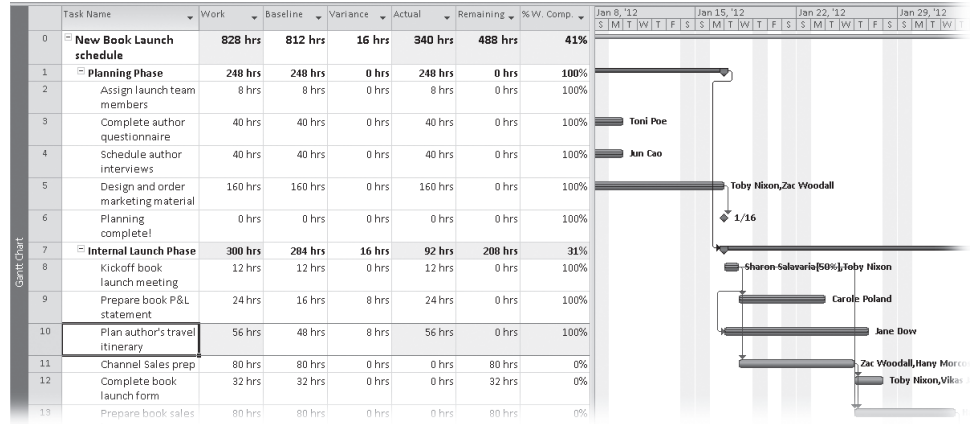 Task Name Work Baseline Variance Actual Remaining % W. Comp. Jan 8, '12 Jan 15, '12 Jan 22, '12 Jan 29, '12
S M T W T F S S M T W T F S S M T W T F S S M T W T
0 New Book Launch 828 hrs 812 hrs 16 hrs 340 hrs 488 hrs 41%
schedule
1 Planning Phase 248 hrs 248 hrs 0 hrs 248 hrs 0 hrs 100%
2 Assign launch team 8 hrs 8 hrs 0 hrs 8 hrs 0 hrs 100%
members
3 Complete author 40 hrs 40 hrs 0 hrs 40 hrs 0 hrs 100% Toni Poe
questionnaire
4 Schedule author 40 hrs 40 hrs 0 hrs 40 hrs 0 hrs 100% Jun Cao
interviews
5 Design and order 160 hrs 160 hrs 0 hrs 160 hrs 0 hrs 100% Toby Nixon,Zac Woodall
marketing material
6 Planning 0 hrs 0 hrs 0 hrs 0 hrs 0 hrs 100% 1/16
complete!
7 Internal Launch Phase 300 hrs 284 hrs 16 hrs 92 hrs 208 hrs 31%
8 Kickoff book 12 hrs 12 hrs 0 hrs 12 hrs 0 hrs 100% Sharon Salavaria[50%],Toby Nixon
launch meeting
9 Prepare book P&L 24 hrs 16 hrs 8 hrs 24 hrs 0 hrs 100% Carole Poland
statement
10 Plan author's travel 56 hrs 48 hrs 8 hrs 56 hrs 0 hrs 100% Jane Dow
itinerary
11 Channel Sales prep 80 hrs 80 hrs 0 hrs 0 hrs 80 hrs 0% Zac Woodall,Hany Morco
12 Complete book 32 hrs 32 hrs 0 hrs 0 hrs 32 hrs 0% Toby Nixon,Vikas
launch form
13 Prepare book sales 80 hrs 80 hrs 0 hrs 0 hrs 80 hrs 0%
Gantt Chart